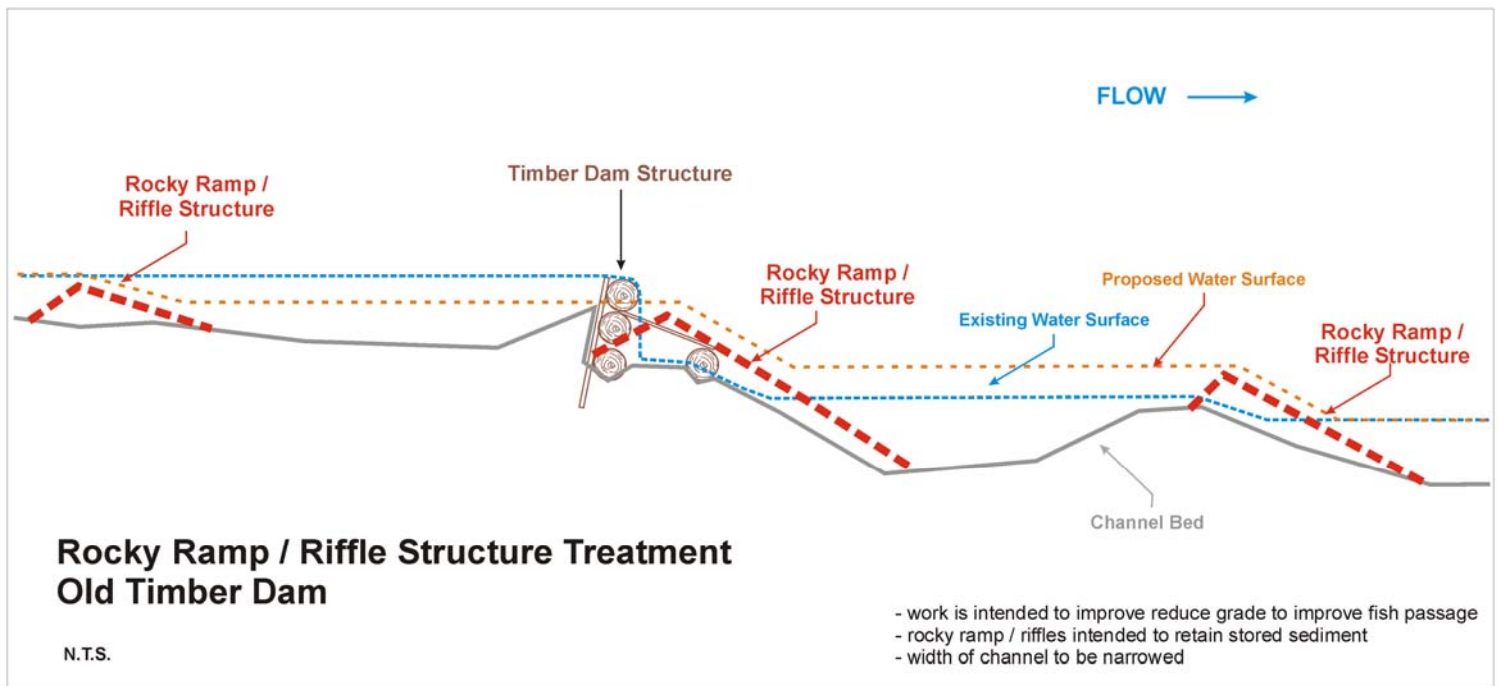 FLOW
Timber Dam Structure
Rocky Ramp /
Riffle Structure
Rocky Ramp /
Riffle Structure
Proposed Water Surface
Existing Water Surface
Rocky Ramp /
Riffle Structure
Channel Bed
Rocky Ramp / Riffle Structure Treatment
Old Timber Dam
N.T.S.
- work is intended to improve reduce grade to improve fish passage
- rocky ramp / riffles intended to retain stored sediment
- width of channel to be narrowed